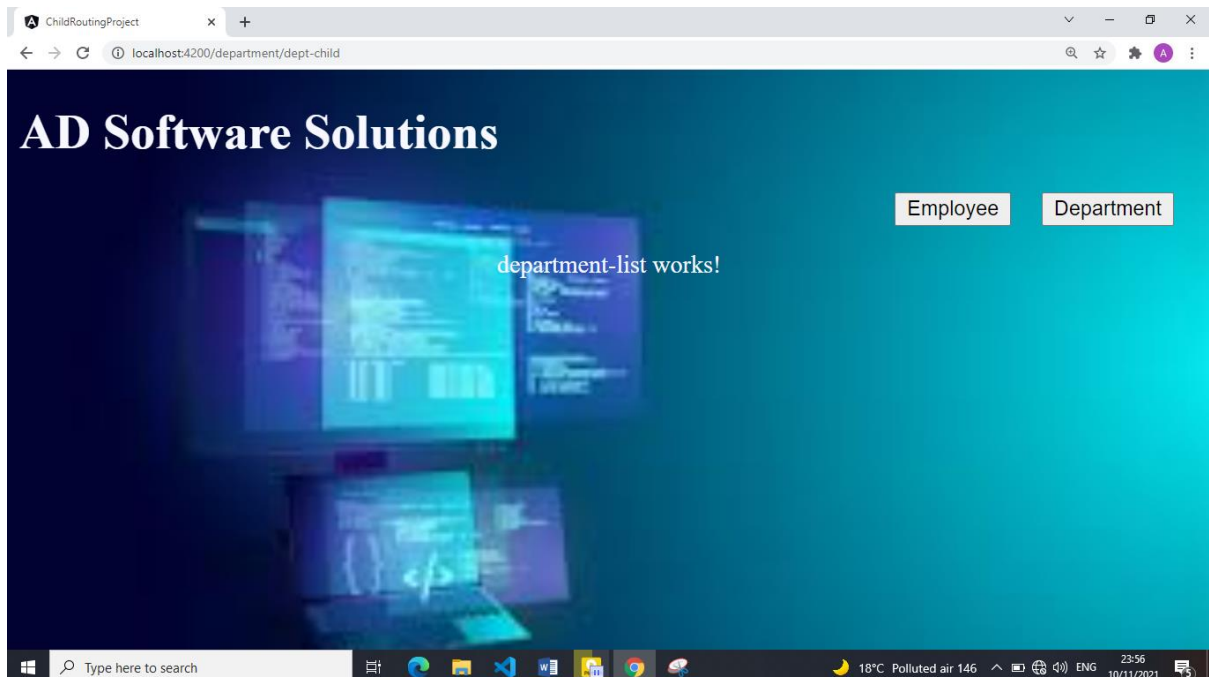 ChildRoutingProject
localhost:4200/department/dept-child
A
AD Software Solutions
Employee Department
department-list works!
{ } </>
Type here to search
18°C Polluted air 146 ENG 23:56
10/11/2021
5